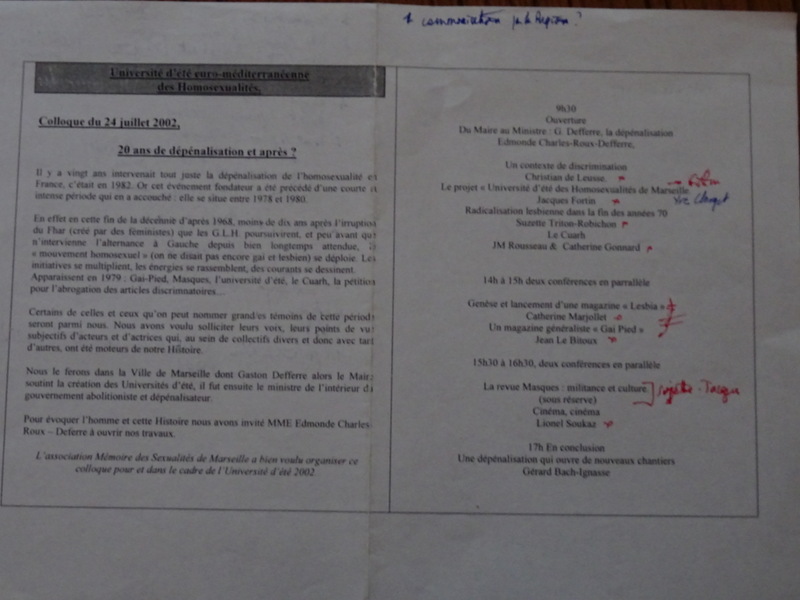 Université d'été euro-méditerranéenne
des Homosexualités.
Colloque du 24 juillet 2002,
20 ans de dépénalisation et après ?
Il y a vingt ans intervenait tout juste la dépénalisation de l'homosexualité e
France, c'était en 1982. Or cet événement fondateur a été précédé d'une courte
intense période qui en a accouché : elle se situe entre 1978 et 1980.
En effet en cette fin de la décennie d'après 1968, moins de dix ans après l'irruption
du Fhar (créé par des féministes) que les G.L.H poursuivirent, et peu avant qu
n'intervienne l'alternance à Gauche depuis bien longtemps attendue,
« mouvement homosexuel » (on ne disait pas encore gai et lesbien) se déploie. Les
initiatives se multiplient, les énergies se rassemblent, des courants se dessinent.
Apparaissent en 1979 : Gai-Pied, Masques, l'université d'été, le Cuarh, la pétition
pour l'abrogation des articles discriminatoires....
Certains de celles et ceux qu'on peut nommer grand/es témoins de cette période
seront parmi nous. Nous avons voulu solliciter leurs voix, leurs points de vu
subjectifs d'acteurs et d'actrices qui, au sein de collectifs divers et donc avec tant
d'autres, ont été moteurs de notre Histoire.
Nous le ferons dans la Ville de Marseille dont Gaston Defferre alors le Maire
soutint la création des Universités d'été, il fut ensuite le ministre de l'intérieur d
gouvernement abolitioniste et dépénalisateur.
Pour évoquer l'homme et cette Histoire nous avons invité MME Edmonde Charles-
Roux – Deferre à ouvrir nos travaux.
L'association Mémoire des Sexualités de Marseille a bien voulu organiser ce
colloque pour et dans le cadre de l'Université d'été 2002.
9h30
Ouverture
Du Maire au Ministre : G. Defferre, la dépénalisation
Edmonde Charles-Roux-Defferre,
Un contexte de discrimination
Christian de Leusse,
Le projet « Université d'été des Homosexualités de Marseille
Jacques Fortin
Radicalisation lesbienne dans la fin des années 70
Suzette Triton-Robichon
Le Cuarh
JM Rousseau & Catherine Gonnard
14h à 15h deux conférences en parrallèle
Genèse et lancement d'une magazine « Lesbia »
Catherine Marjollet
Un magazine généraliste « Gai Pied »
Jean Le Bitoux
15h30 à 16h30, deux conférences en parallèle
La revue Masques : militance et culture
(sous réserve)
Cinéma, cinéma
Lionel Soukaz
17h En conclusion
Une dépénalisation qui ouvre de nouveaux chantiers
Gérard Bach-Ignasse